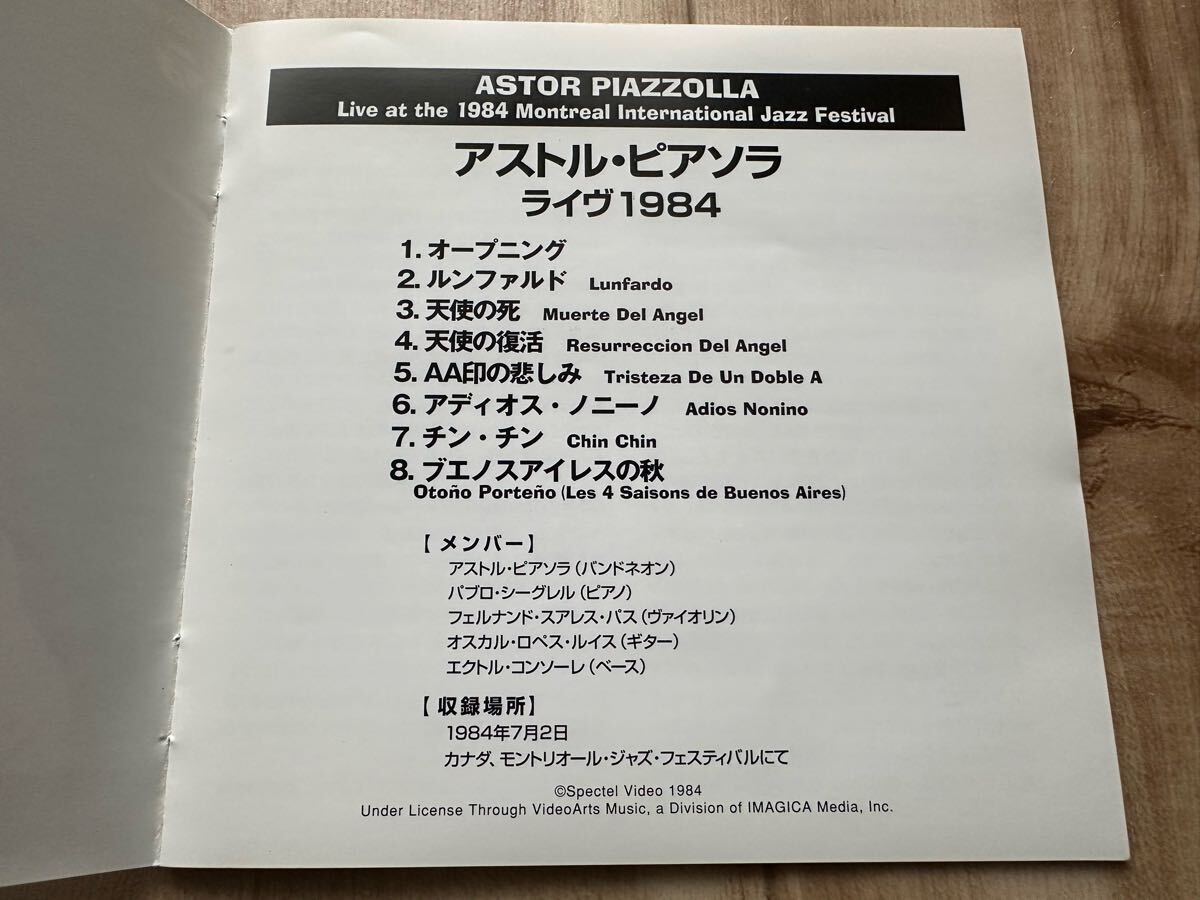 ASTOR PIAZZOLLA
Live at the 1984 Montreal International Jazz Festival
アストル・ピアソラ
ライヴ1984
1. オープニング
2. ルンファルド Lunfardo
3. 天使の死 Muerte Del Angel
4. 天使の復活 Resurreccion Del Angel
5. AA印の悲しみ Tristeza De Un Doble A
6. アディオス・ノニーノ Adios Nonino
7. チン・チン Chin Chin
8. ブエノスアイレスの秋
Otoño Porteño (Les 4 Saisons de Buenos Aires)
【メンバー】
アストル・ピアソラ(バンドネオン)
パブロ・シーグレル(ピアノ)
フェルナンド・スアレス・パス(ヴァイオリン)
オスカル・ロペス・ルイス(ギター)
エクトル・コンソーレ(ベース)
【収録場所】
1984年7月2日
カナダ、モントリオール・ジャズ・フェスティバルにて
©Spectel Video 1984
Under License Through VideoArts Music, a Division of IMAGICA Media, Inc.